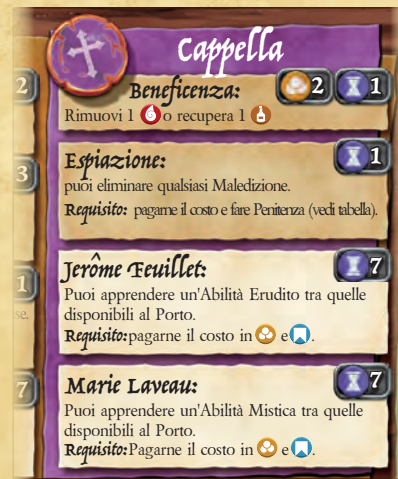 Cappella
2
Beneficenza: 2 1
Rimuovi 1 o recupera 1
3
Espiazione: 1
puoi eliminare qualsiasi Maledizione.
Requisito: pagarne il costo e fare Penitenza (vedi tabella).
1
se.
Jerôme Feuillet: 7
Puoi apprendere un'Abilità Erudito tra quelle
disponibili al Porto.
Requisito:pagarne il costo in e .
7
Marie Laveau: 7
Puoi apprendere un'Abilità Mistica tra quelle
disponibili al Porto.
Requisito:Pagarne il costo in e .